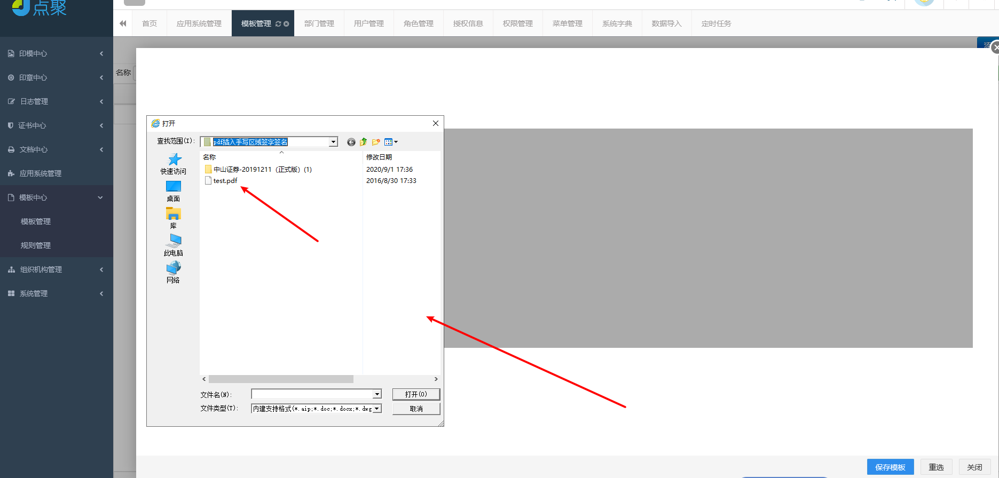 点聚
首页
应用系统管理
模板管理
部门管理
用户管理
角色管理
授权信息
权限管理
菜单管理
系统字典
数据导入
定时任务
印模中心
印章中心
日志管理
证书中心
文档中心
应用系统管理
模板中心
模板管理
规则管理
组织机构管理
系统管理
名称
打开
查找范围(I):
pdf插入手写区域签字签名
快速访问
桌面
库
此电脑
网络
名称
修改日期
中山证券-20191211（正式版）(1)
2020/9/1 17:36
test.pdf
2016/8/30 17:33
文件名(N):
打开(O)
文件类型(T):
内建支持格式(*.aip;*.doc;*.docx;*.dwg
取消
保存模板
重选
关闭